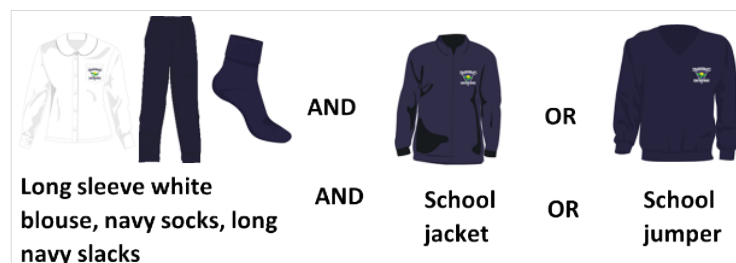 AND
OR
Long sleeve white
blouse, navy socks, long
navy slacks
AND
School
jacket
OR
School
jumper